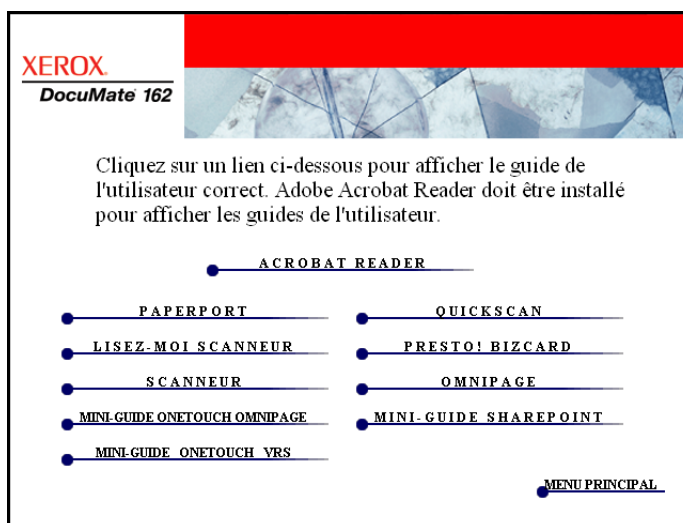 XEROX.
DocuMate 162
Cliquez sur un lien ci-dessous pour afficher le guide de
l'utilisateur correct. Adobe Acrobat Reader doit être installé
pour afficher les guides de l'utilisateur.
ACROBAT READER
PAPERPORT
QUICKSCAN
LISEZ-MOI SCANNEUR
PRESTO! BIZCARD
SCANNEUR
OMNIPAGE
MINI-GUIDE ONETOUCH OMNIPAGE
MINI-GUIDE SHAREPOINT
MINI-GUIDE ONETOUCH VRS
MENU PRINCIPAL